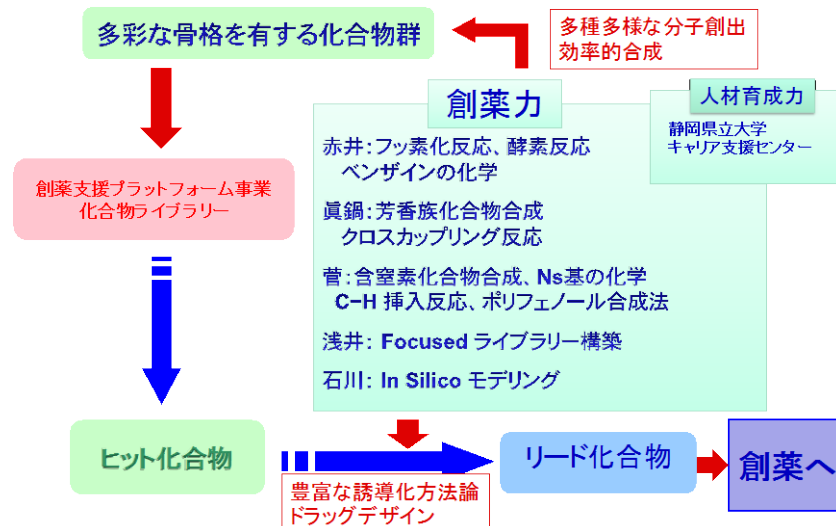 多彩な骨格を有する化合物群
多種多様な分子創出
効率的合成
創薬力
人材育成力
静岡県立大学
キャリア支援センター
赤井：フッ素化反応、酵素反応
ベンザインの化学
眞鍋：芳香族化合物合成
クロスカップリング反応
菅：含窒素化合物合成、Ns基の化学
C−H 挿入反応、ポリフェノール合成法
浅井： Focused ライブラリー構築
石川： In Silico モデリング
創薬支援プラットフォーム事業
化合物ライブラリー
ヒット化合物
豊富な誘導化方法論
ドラッグデザイン
リード化合物
創薬へ